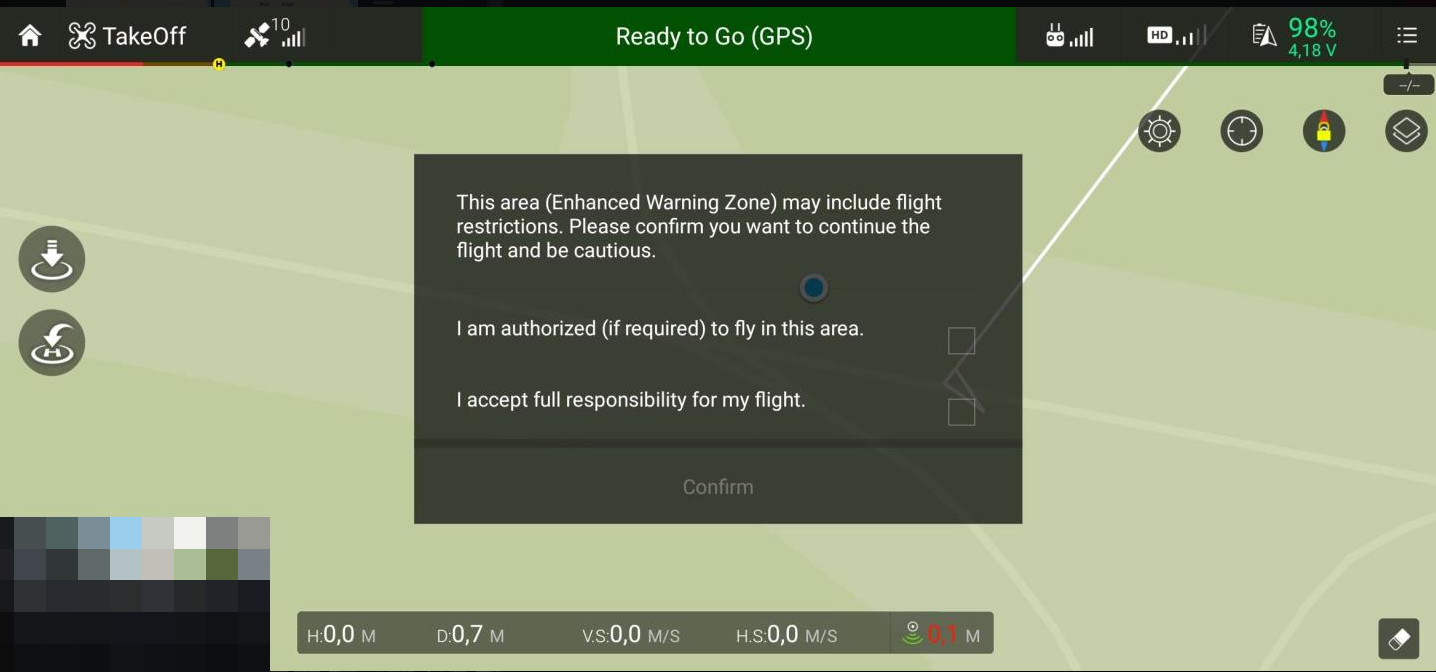 TakeOff
10
Ready to Go (GPS)
HD
98%
4,18 V
H
--/--
This area (Enhanced Warning Zone) may include flight
restrictions. Please confirm you want to continue the
flight and be cautious.
I am authorized (if required) to fly in this area.
I accept full responsibility for my flight.
Confirm
H:0,0 M D:0,7 M V.S:0,0 M/S H.S:0,0 M/S 0,1 M